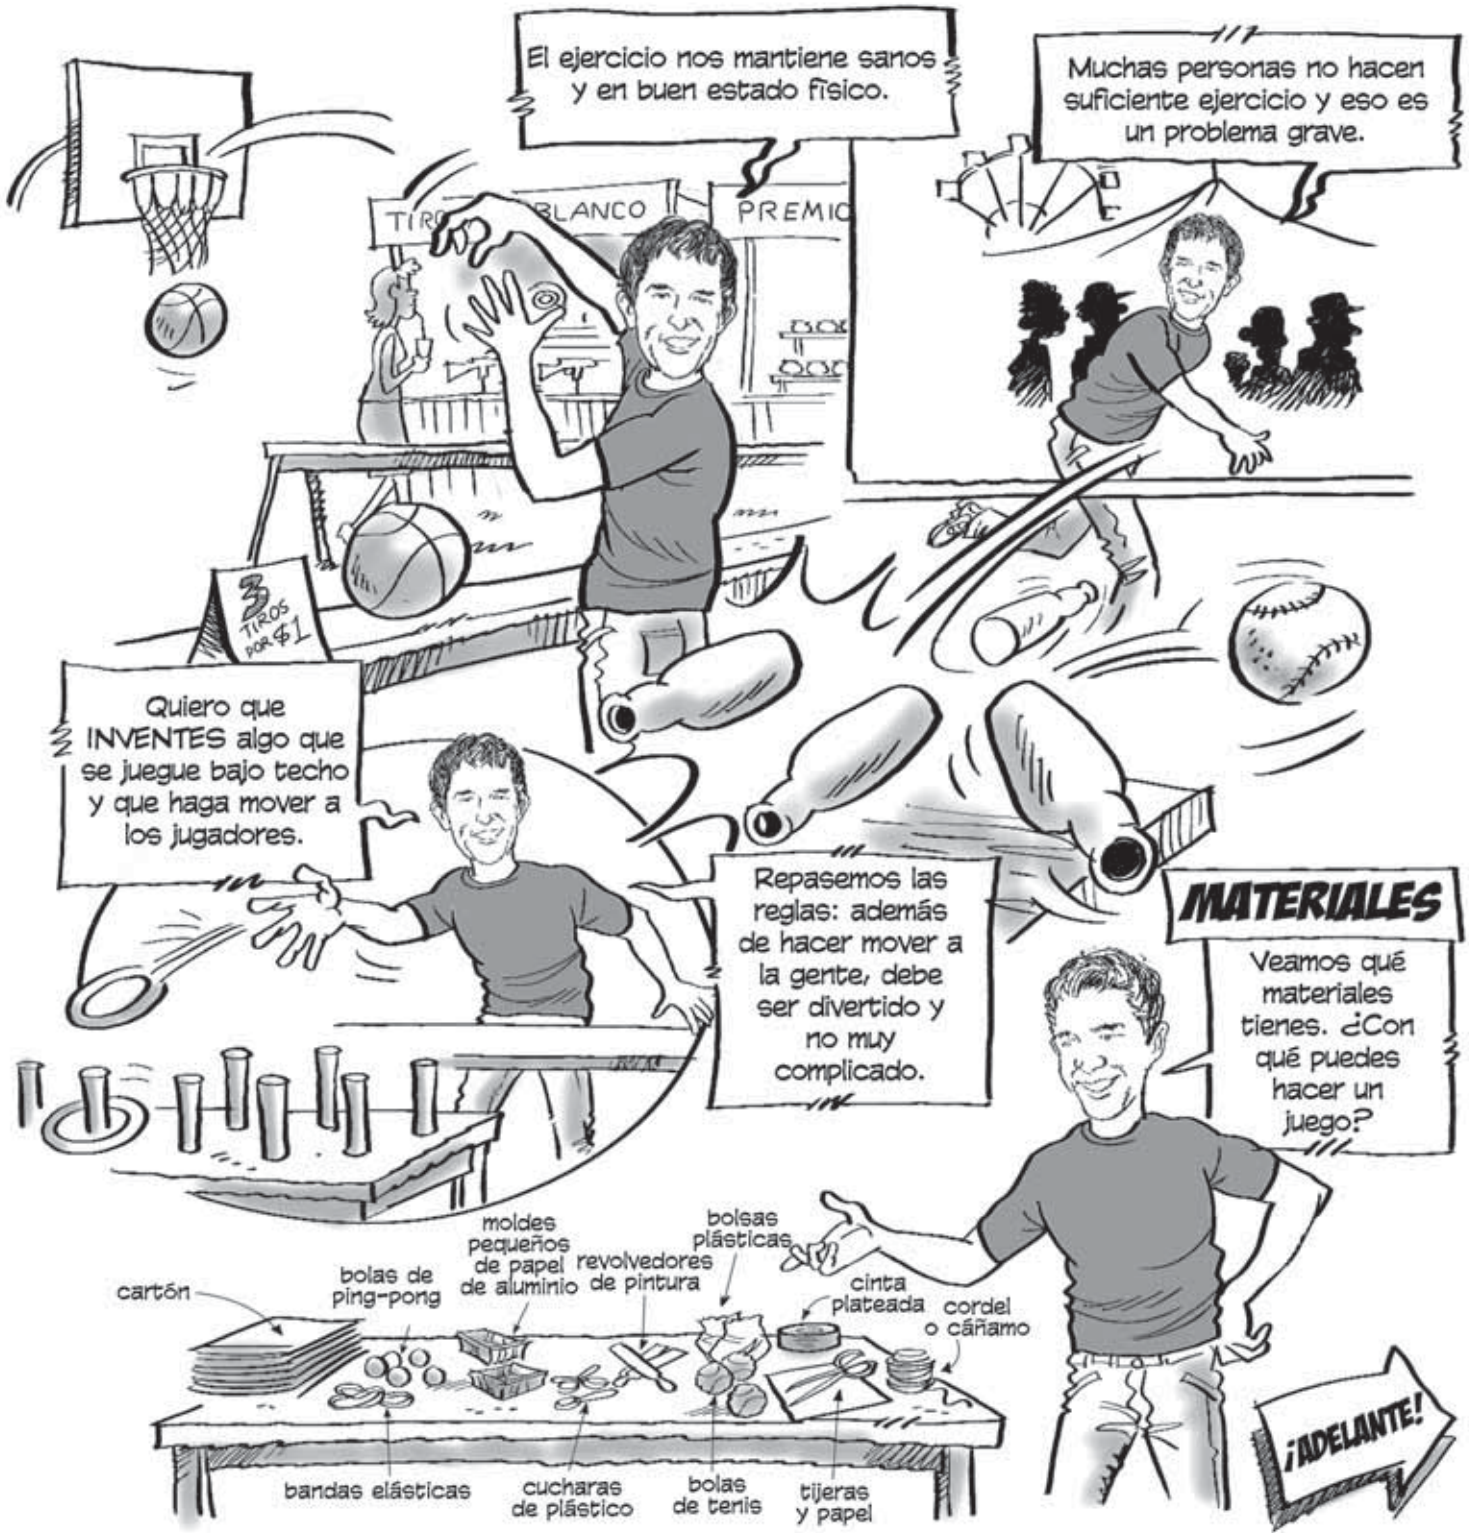 El ejercicio nos mantiene sanos
y en buen estado físico.
Muchas personas no hacen
suficiente ejercicio y eso es
un problema grave.
TIRO
BLANCO
PREMIO
3
TIROS
POR $1
Quiero que
INVENTES algo que
se juegue bajo techo
y que haga mover a
los jugadores.
Repasemos las
reglas: además
de hacer mover a
la gente, debe
ser divertido y
no muy
complicado.
MATERIALES
Veamos qué
materiales
tienes. ¿Con
qué puedes
hacer un
juego?
cartón
bolas de
ping-pong
moldes
pequeños
de papel
de aluminio
revolvedores
de pintura
bolsas
plásticas
cinta
plateada
cordel
o cáñamo
bandas elásticas
cucharas
de plástico
bolas
de tenis
tijeras
y papel
¡ADELANTE!